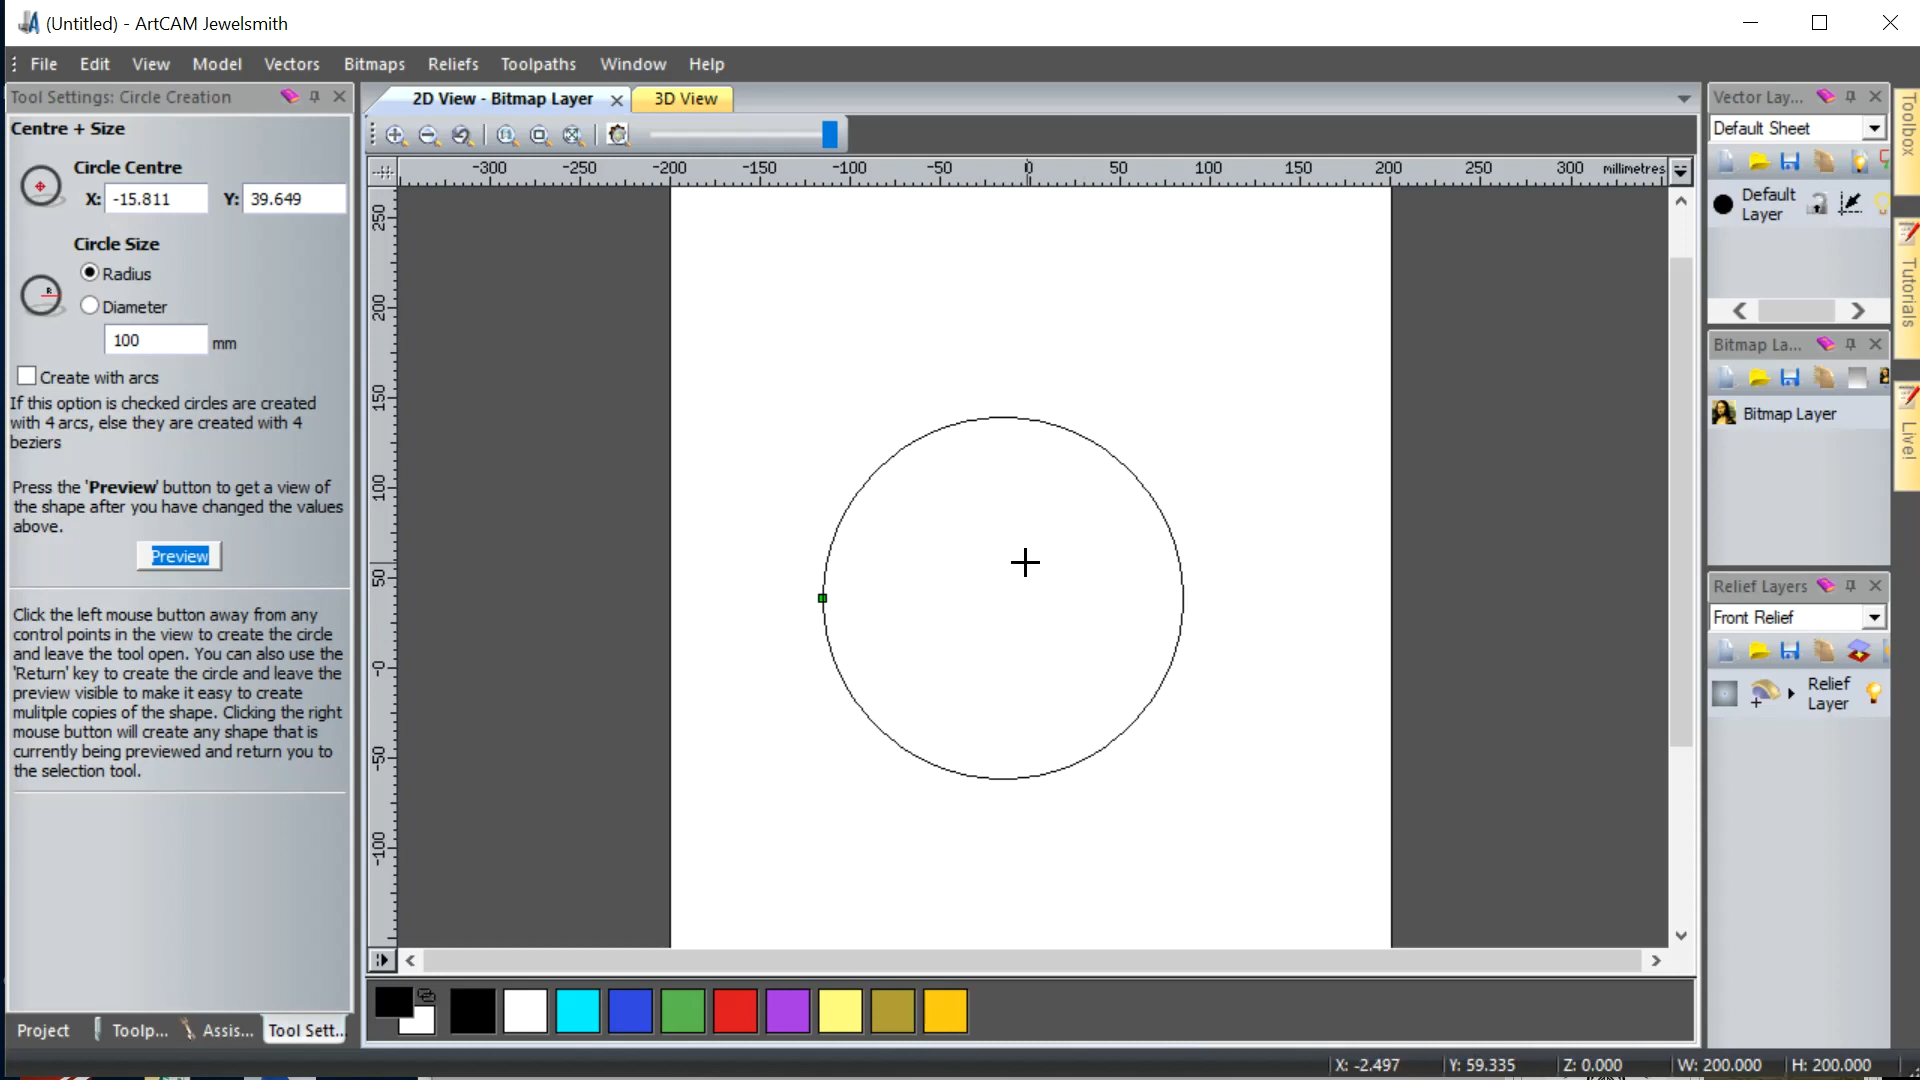 (Untitled) - ArtCAM Jewelsmith
File Edit View Model Vectors Bitmaps Reliefs Toolpaths Window Help
Tool Settings: Circle Creation
Centre + Size
Circle Centre
X: -15.811 Y: 39.649
Circle Size
Radius
R
Diameter
100 mm
Create with arcs
If this option is checked circles are created
with 4 arcs, else they are created with 4
beziers
Press the 'Preview' button to get a view of
the shape after you have changed the values
above.
Preview
Click the left mouse button away from any
control points in the view to create the circle
and leave the tool open. You can also use the
'Return' key to create the circle and leave the
preview visible to make it easy to create
mulitple copies of the shape. Clicking the right
mouse button will create any shape that is
currently being previewed and return you to
the selection tool.
Project Toolp... Assis... Tool Sett...
2D View - Bitmap Layer 3D View
-300 -250 -200 -150 -100 -50 0 50 100 150 200 250 300 millimetres
250
200
150
100
50
-0
-50
-100
Vector Lay...
Default Sheet
Default
Layer
Bitmap La...
Bitmap Layer
Relief Layers
Front Relief
Relief
Layer
Toolbox
Tutorials
Live!
X: -2.497 Y: 59.335 Z: 0.000 W: 200.000 H: 200.000